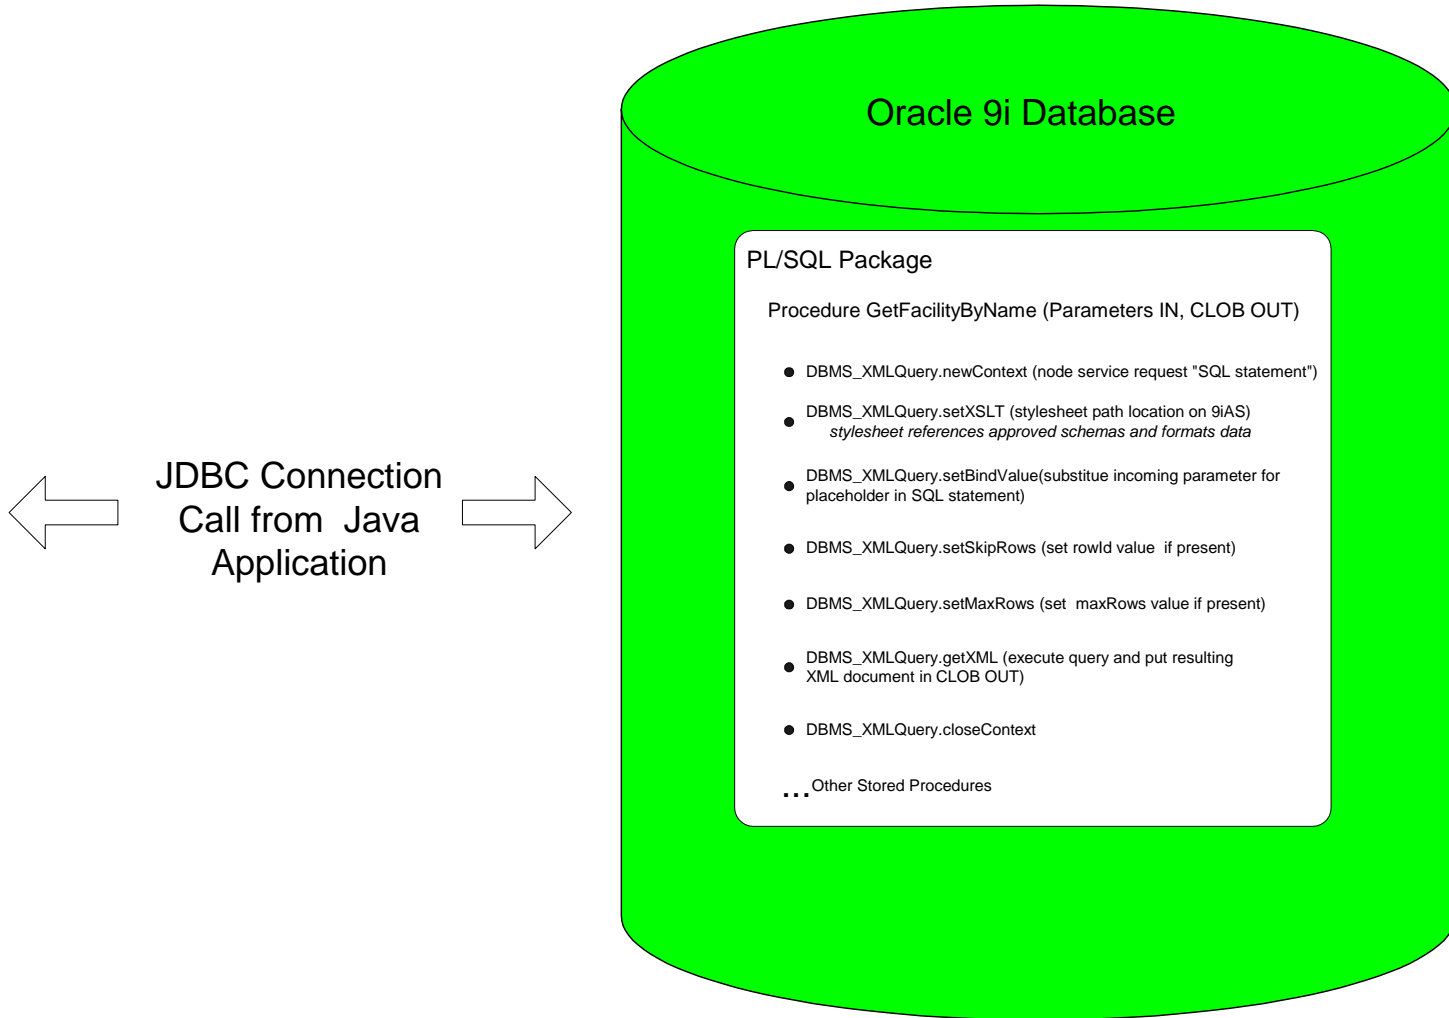 Oracle 9i Database
PL/SQL Package
Procedure GetFacilityByName (Parameters IN, CLOB OUT)
● DBMS_XMLQuery.newContext (node service request "SQL statement")
● DBMS_XMLQuery.setXSLT (stylesheet path location on 9iAS)
stylesheet references approved schemas and formats data
● DBMS_XMLQuery.setBindValue(substitue incoming parameter for
placeholder in SQL statement)
● DBMS_XMLQuery.setSkipRows (set rowId value if present)
● DBMS_XMLQuery.setMaxRows (set maxRows value if present)
● DBMS_XMLQuery.getXML (execute query and put resulting
XML document in CLOB OUT)
● DBMS_XMLQuery.closeContext
...Other Stored Procedures
JDBC Connection
Call from Java
Application